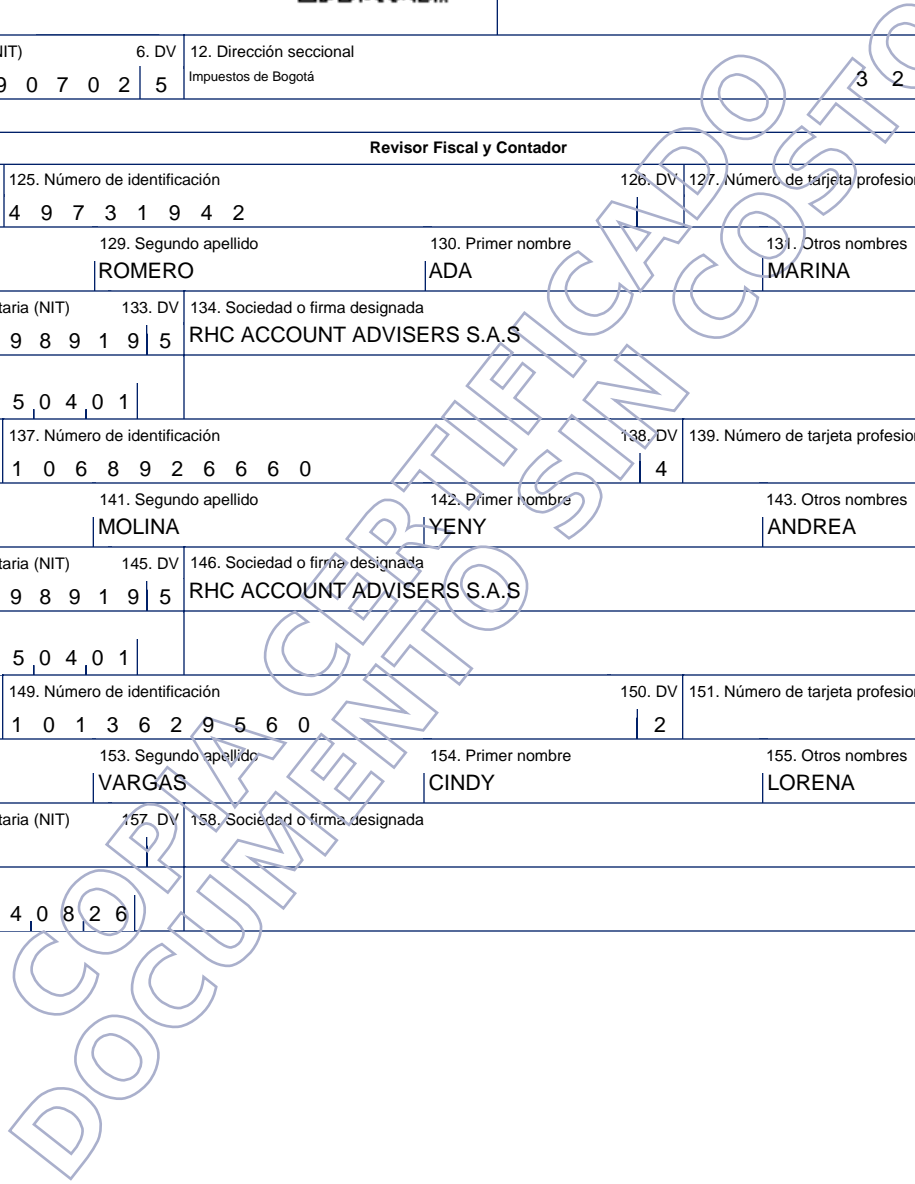 IT) 6. DV 12. Dirección seccional
9 0 7 0 2 5 Impuestos de Bogotá 3 2
Revisor Fiscal y Contador
125. Número de identificación 126. DV 127. Número de tarjeta profesion
4 9 7 3 1 9 4 2
129. Segundo apellido 130. Primer nombre 131. Otros nombres
ROMERO ADA MARINA
taria (NIT) 133. DV 134. Sociedad o firma designada
9 8 9 1 9 5 RHC ACCOUNT ADVISERS S.A.S
5 0 4 0 1
137. Número de identificación 138. DV 139. Número de tarjeta profesion
1 0 6 8 9 2 6 6 6 0 4
141. Segundo apellido 142. Primer nombre 143. Otros nombres
MOLINA YENY ANDREA
taria (NIT) 145. DV 146. Sociedad o firma designada
9 8 9 1 9 5 RHC ACCOUNT ADVISERS S.A.S
5 0 4 0 1
149. Número de identificación 150. DV 151. Número de tarjeta profesion
1 0 1 3 6 2 9 5 6 0 2
153. Segundo apellido 154. Primer nombre 155. Otros nombres
VARGAS CINDY LORENA
taria (NIT) 157. DV 158. Sociedad o firma designada
4 0 8 2 6
COPIA CERTIFICADO
DOCUMENTO SIN COSTO